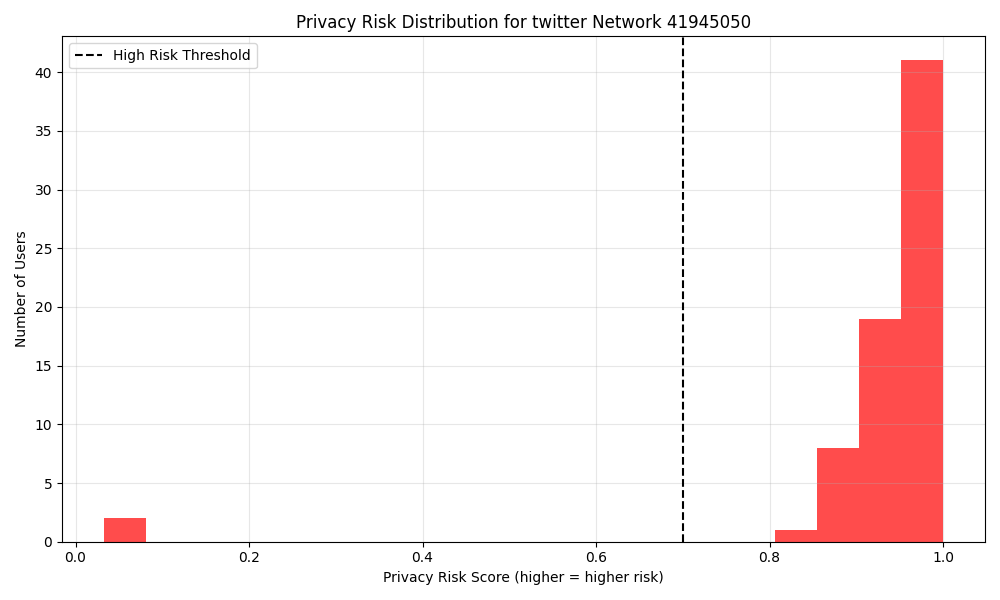 Privacy Risk Distribution for twitter Network 41945050
High Risk Threshold
Number of Users
40
35
30
25
20
15
10
5
0
0.0 0.2 0.4 0.6 0.8 1.0
Privacy Risk Score (higher = higher risk)